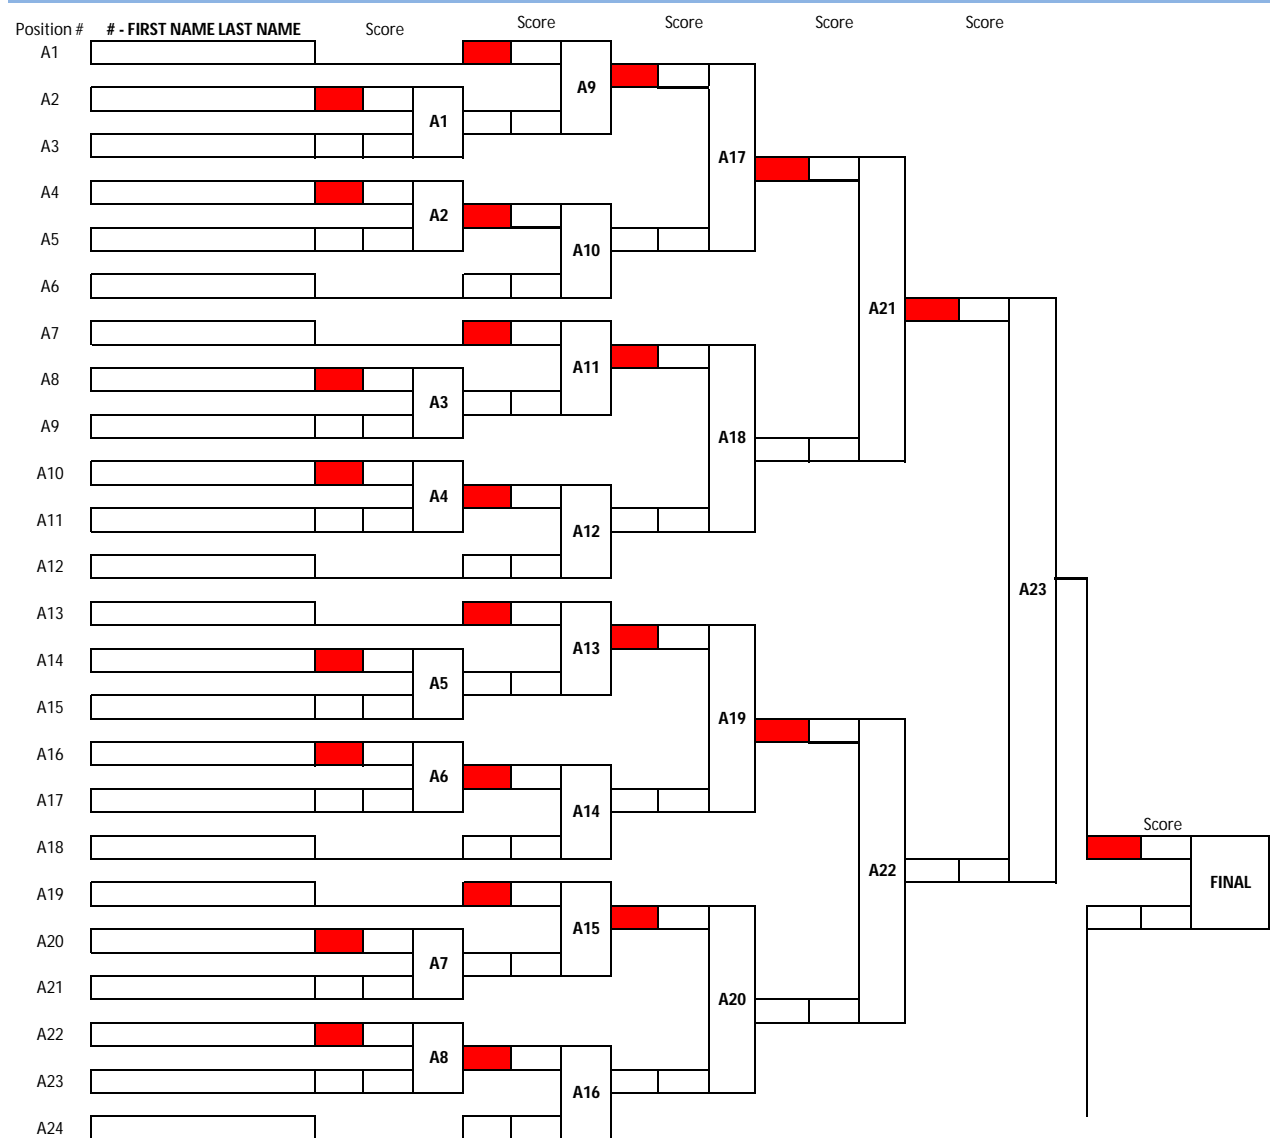 Score Score Score Score
Position # # - FIRST NAME LAST NAME Score
A1
A9
A2
A1
A3
A17
A4
A2
A5
A10
A6
A21
A7
A11
A8
A3
A9
A18
A10
A4
A11
A12
A12
A23
A13
A13
A14
A5
A15
A19
A16
A6
A17
A14
Score
A18
A22
FINAL
A19
A15
A20
A7
A21
A20
A22
A8
A23
A16
A24